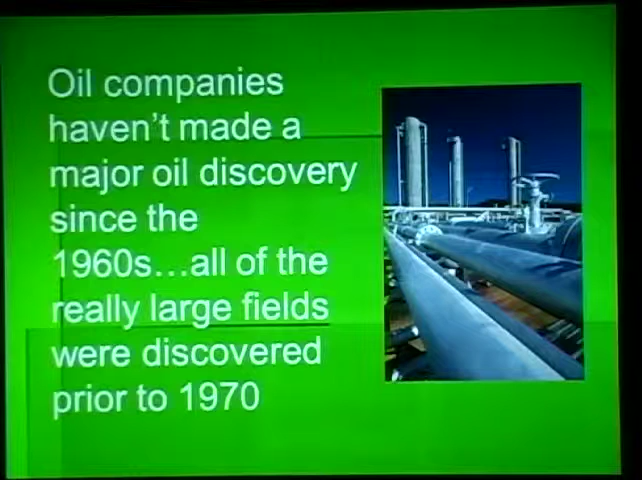 Oil companies
haven't made a
major oil discovery
since the
1960s…all of the
really large fields
were discovered
prior to 1970